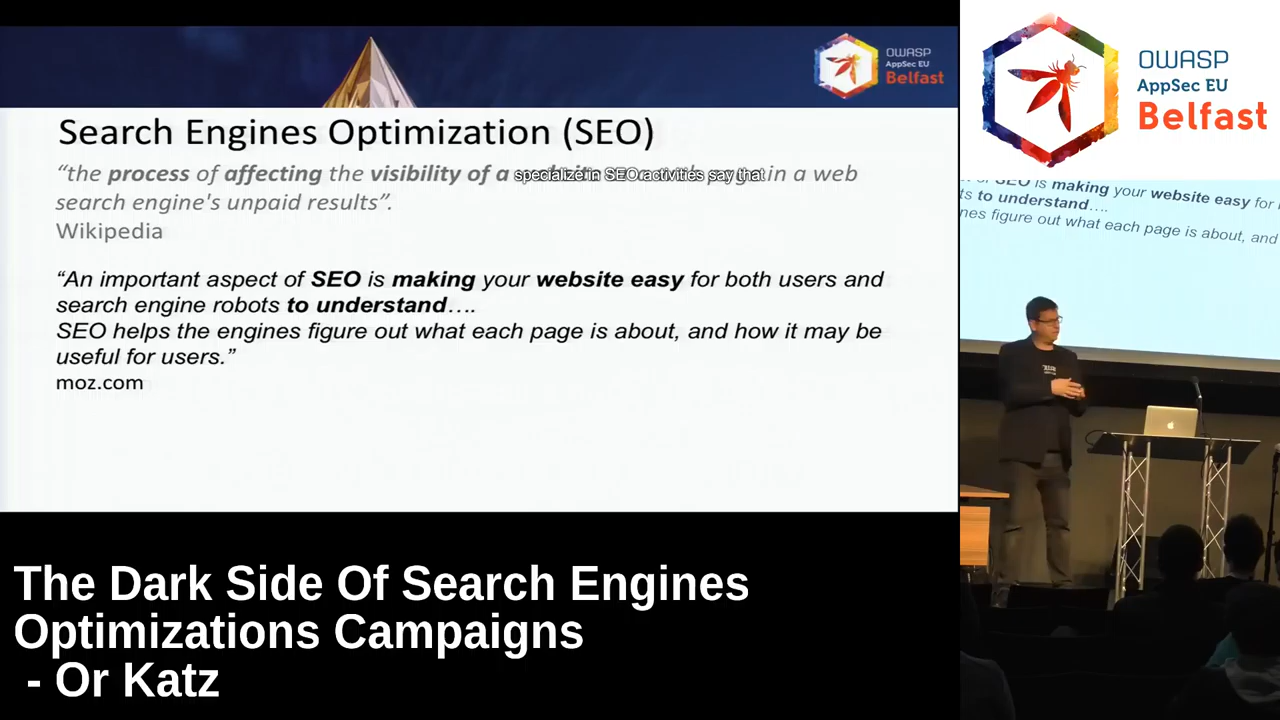 OWASP
AppSec EU
Belfast
OWASP
AppSec EU
Belfast
Search Engines Optimization (SEO)
“the process of affecting the visibility of a in a web
specialize in SEO activities say that
search engine's unpaid results”.
Wikipedia
“An important aspect of SEO is making your website easy for both users and
search engine robots to understand….
SEO helps the engines figure out what each page is about, and how it may be
useful for users.”
moz.com
of SEO is making your website easy for
ts to understand….
nes figure out what each page is about, and
The Dark Side Of Search Engines
Optimizations Campaigns
- Or Katz